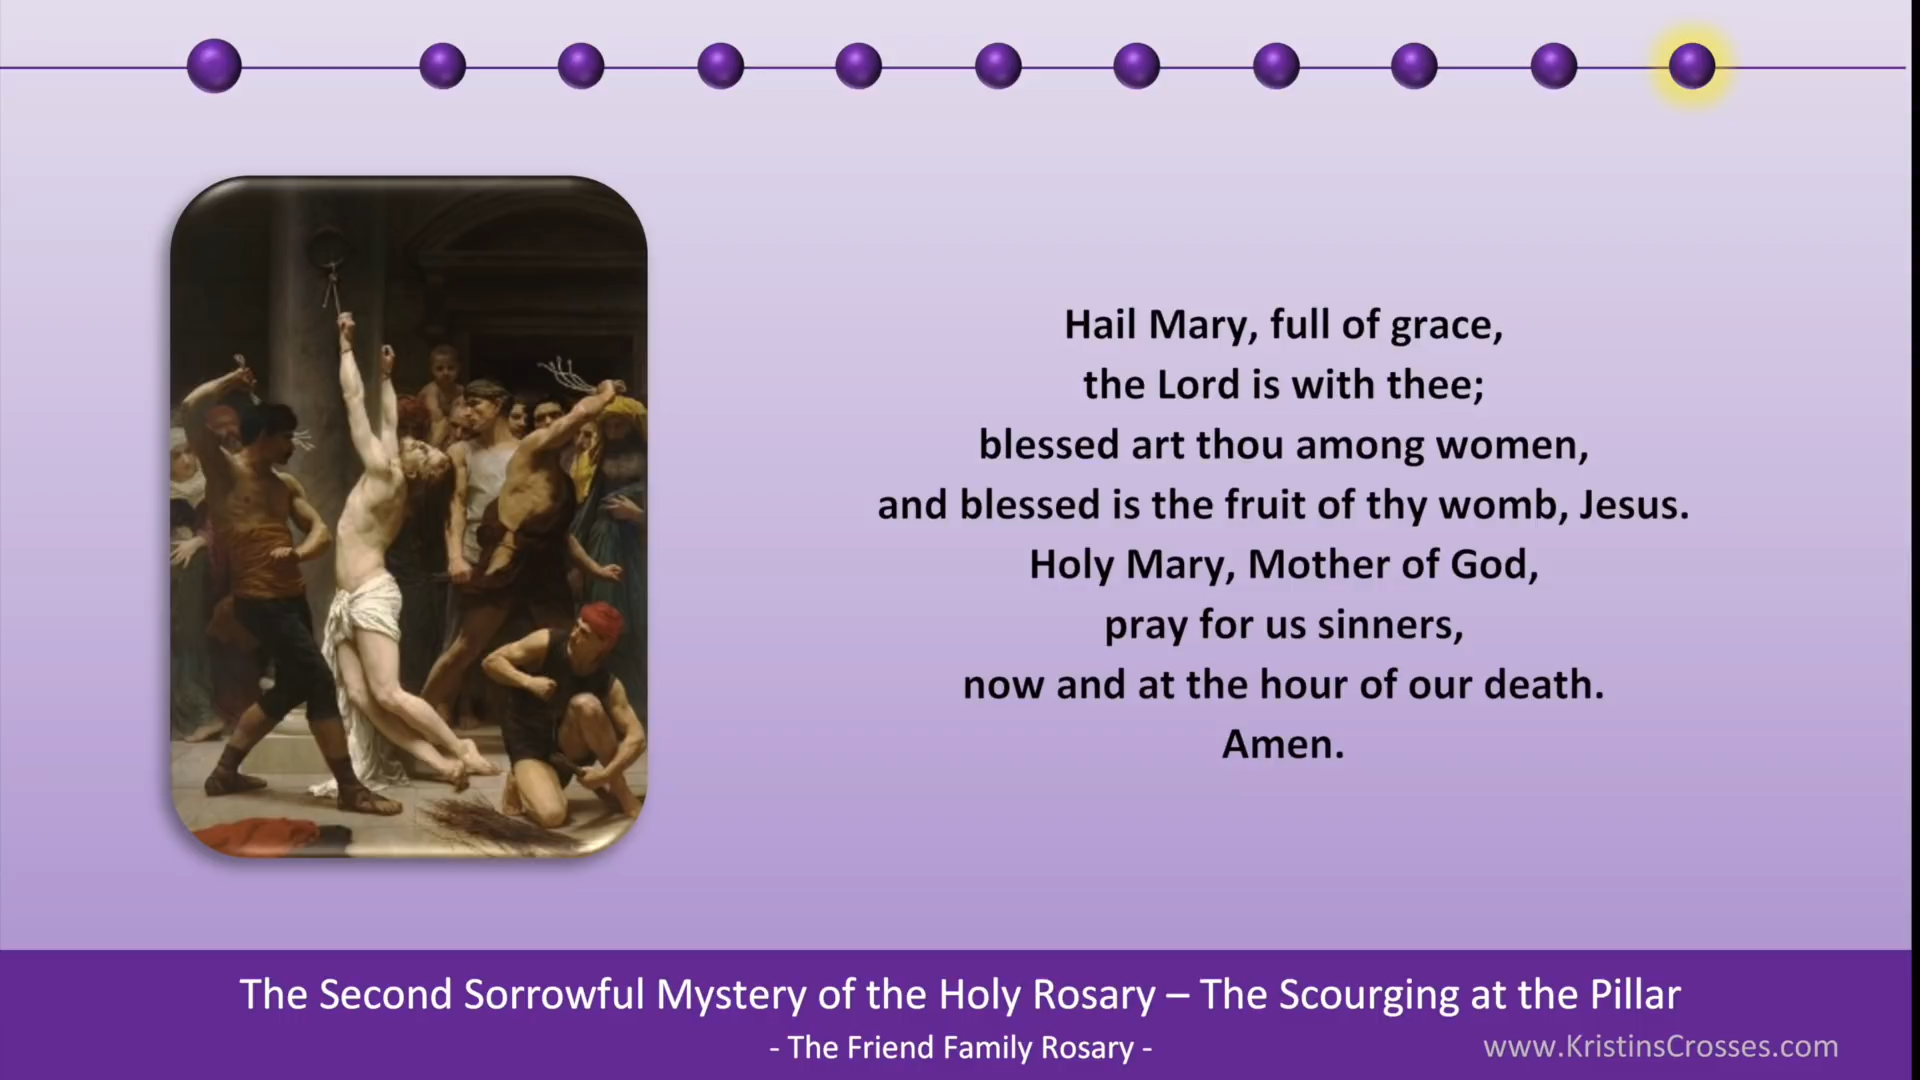 Hail Mary, full of grace,
the Lord is with thee;
blessed art thou among women,
and blessed is the fruit of thy womb, Jesus.
Holy Mary, Mother of God,
pray for us sinners,
now and at the hour of our death.
Amen.
The Second Sorrowful Mystery of the Holy Rosary – The Scourging at the Pillar
- The Friend Family Rosary -
www.KristinsCrosses.com